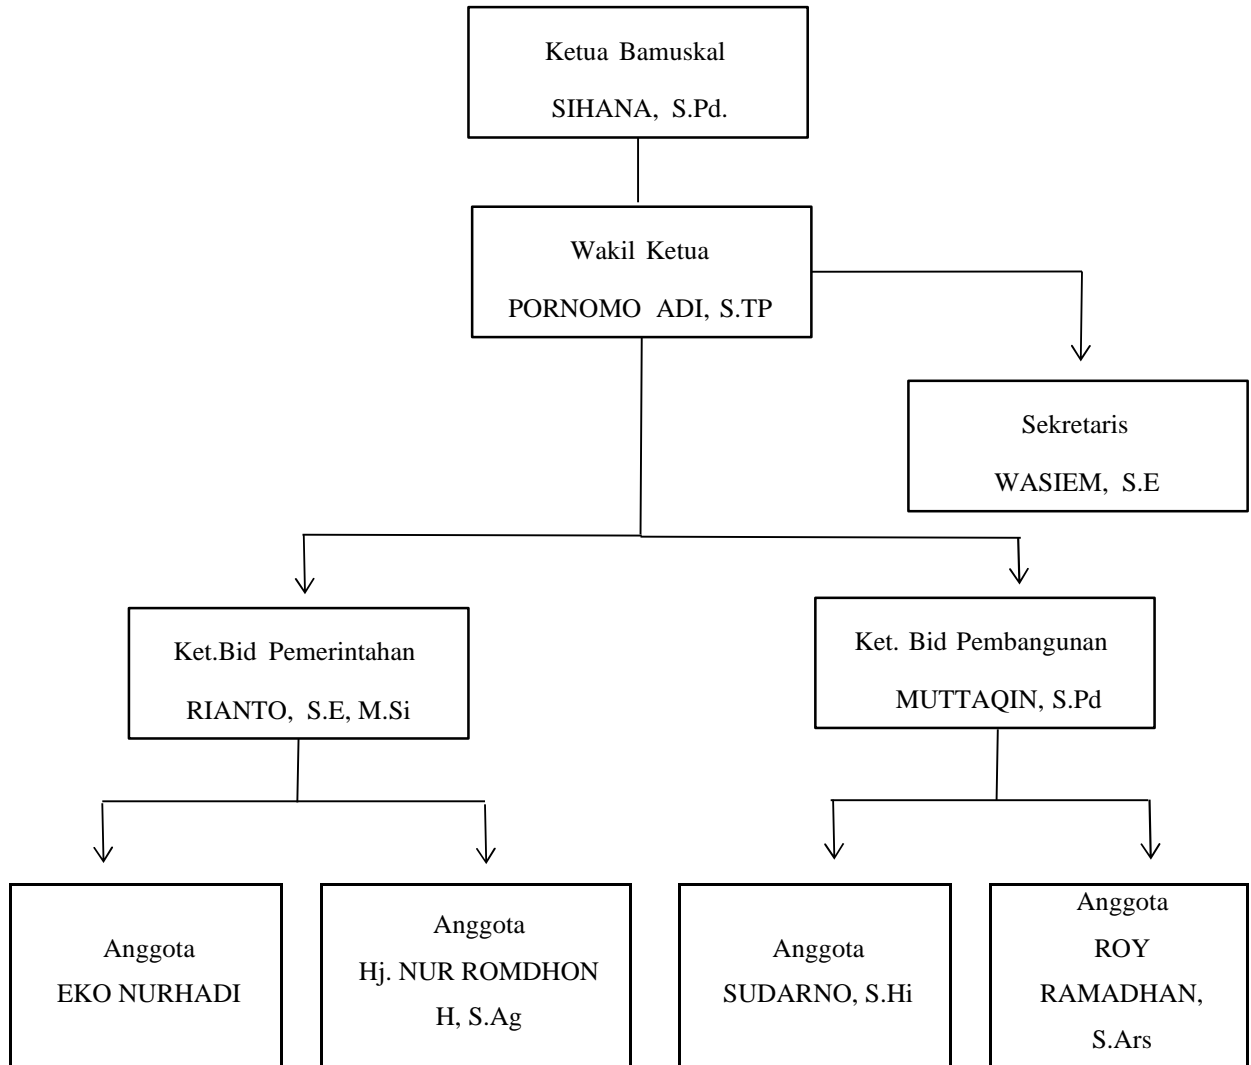 Ketua Bamuskal
SIHANA, S.Pd.
Wakil Ketua
PORNOMO ADI, S.TP
Sekretaris
WASIEM, S.E
Ket.Bid Pemerintahan
RIANTO, S.E, M.Si
Ket. Bid Pembangunan
MUTTAQIN, S.Pd
Anggota
EKO NURHADI
Anggota
Hj. NUR ROMDHON
H, S.Ag
Anggota
SUDARNO, S.Hi
Anggota
ROY
RAMADHAN,
S.Ars